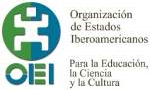 Organización
de Estados
Iberoamericanos
OEI
Para la Educación,
la Ciencia
y la Cultura